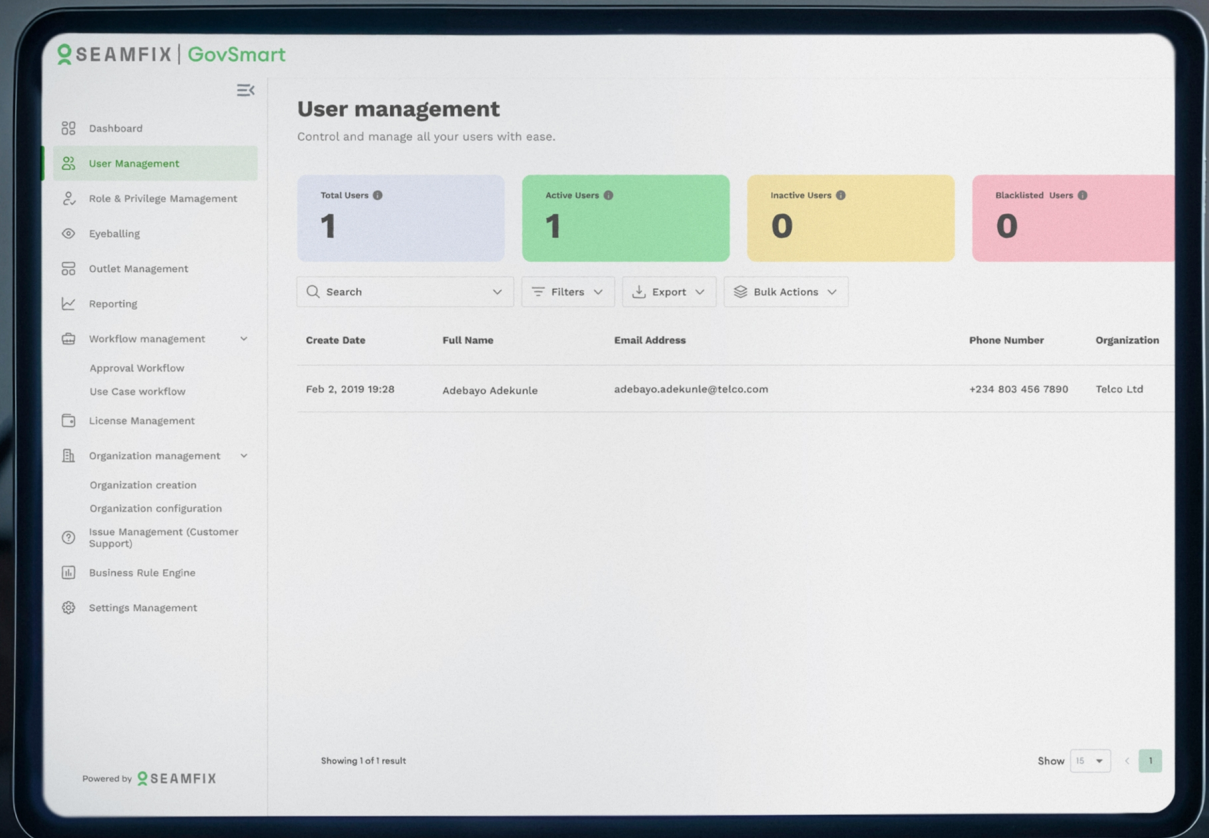 SEAMFIX | GovSmart
Dashboard
User Management
Role & Privilege Mamagement
Eyeballing
Outlet Management
Reporting
Workflow management
Approval Workflow
Use Case workflow
License Management
Organization management
Organization creation
Organization configuration
Issue Management (Customer
Support)
Business Rule Engine
Settings Management
Powered by SEAMFIX
User management
Control and manage all your users with ease.
Total Users
1
Active Users
1
Inactive Users
0
Blacklisted Users
0
Search
Filters
Export
Bulk Actions
Create Date Full Name Email Address Phone Number Organization
Feb 2, 2019 19:28 Adebayo Adekunle adebayo.adekunle@telco.com +234 803 456 7890 Telco Ltd
Showing 1 of 1 result
Show 15 < 1